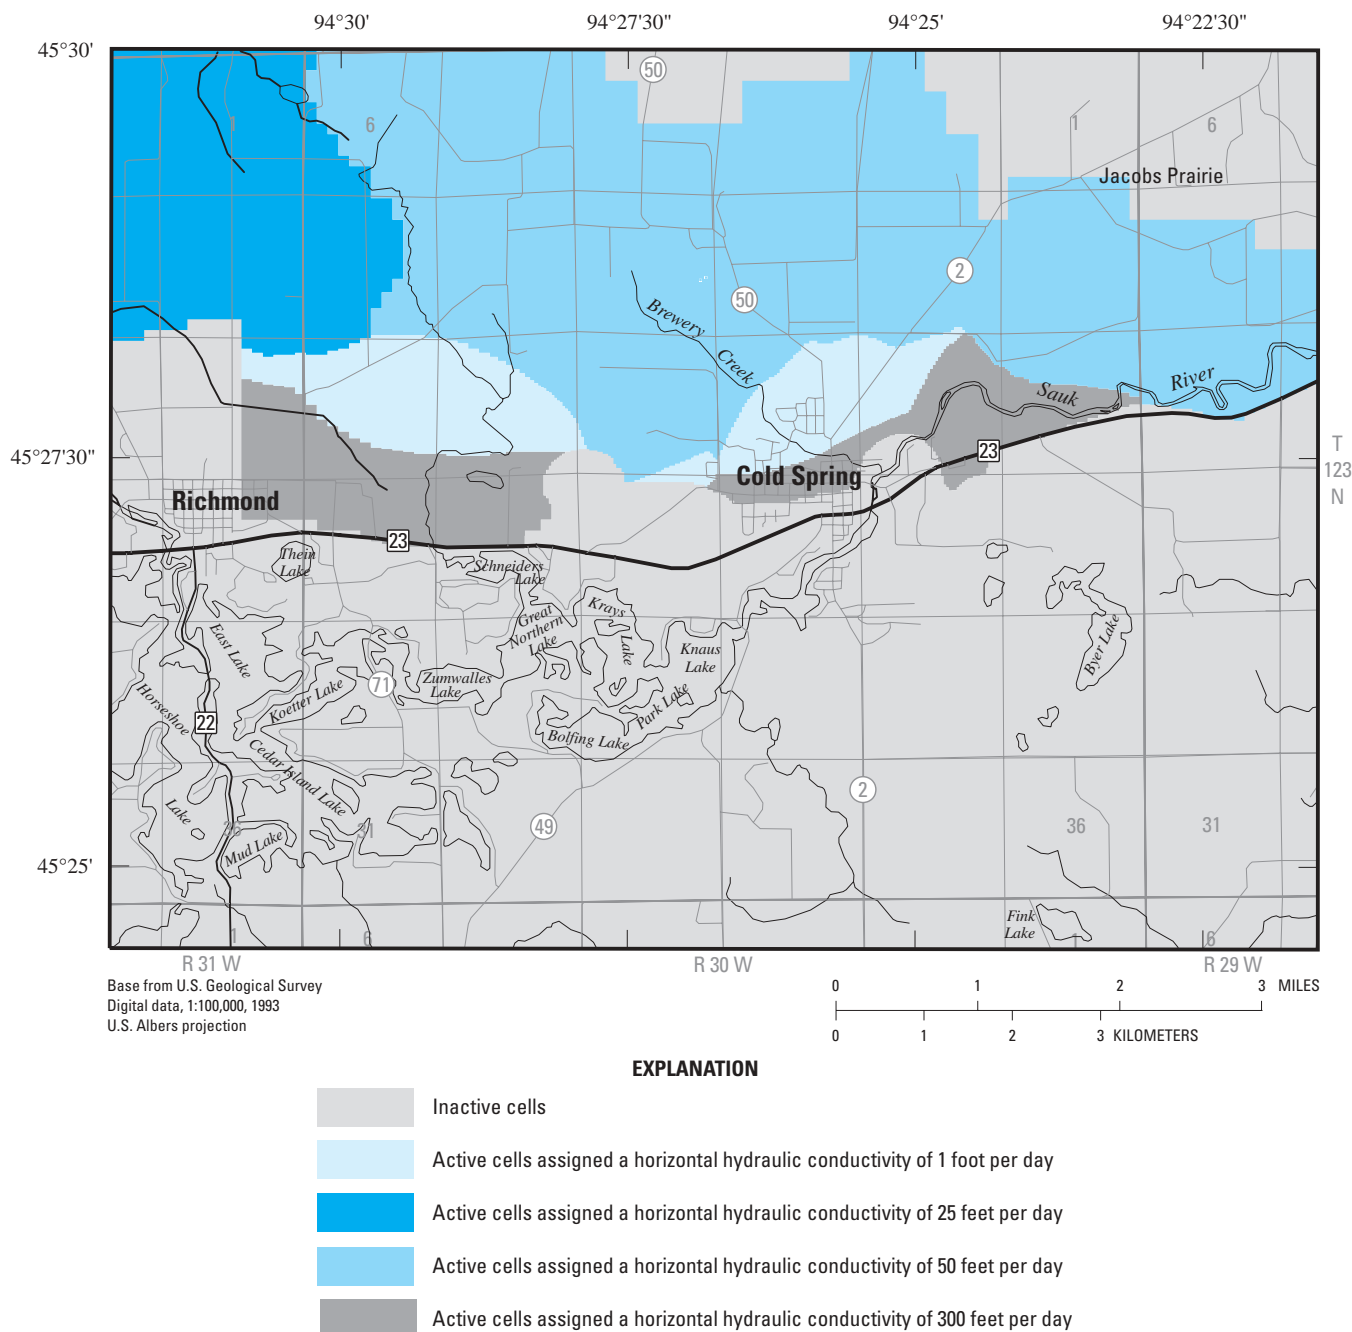 94°30'
94°27'30"
94°25'
94°22'30"
45°30'
50
1
6
1
6
Jacobs Prairie
2
50
Brewery
Creek
River
Sauk
T
123
N
45°27'30"
23
Cold Spring
Richmond
23
Thein
Lake
Schneiders
Lake
Great
Northern
Lake
Krays
Lake
Knaus
Lake
Byer Lake
East Lake
Zumwalles
Lake
71
Koetter Lake
Park Lake
Horseshoe
22
Bolfing Lake
Cedar Island Lake
2
Lake
36
31
49
36
31
Mud Lake
45°25'
Fink
Lake
1
6
1
6
R 31 W
R 30 W
R 29 W
Base from U.S. Geological Survey
Digital data, 1:100,000, 1993
U.S. Albers projection
0 1 2 3 MILES
0 1 2 3 KILOMETERS
EXPLANATION
Inactive cells
Active cells assigned a horizontal hydraulic conductivity of 1 foot per day
Active cells assigned a horizontal hydraulic conductivity of 25 feet per day
Active cells assigned a horizontal hydraulic conductivity of 50 feet per day
Active cells assigned a horizontal hydraulic conductivity of 300 feet per day